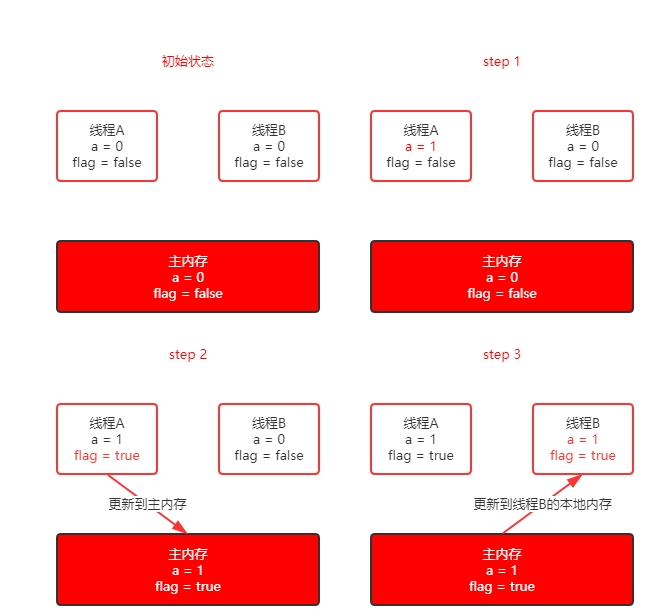 初始状态
step 1
线程A
a = 0
flag = false
线程B
a = 0
flag = false
线程A
a = 1
flag = false
线程B
a = 0
flag = false
主内存
a = 0
flag = false
主内存
a = 0
flag = false
step 2
step 3
线程A
a = 1
flag = true
线程B
a = 0
flag = false
线程A
a = 1
flag = true
线程B
a = 1
flag = true
更新到主内存
更新到线程B的本地内存
主内存
a = 1
flag = true
主内存
a = 1
flag = true